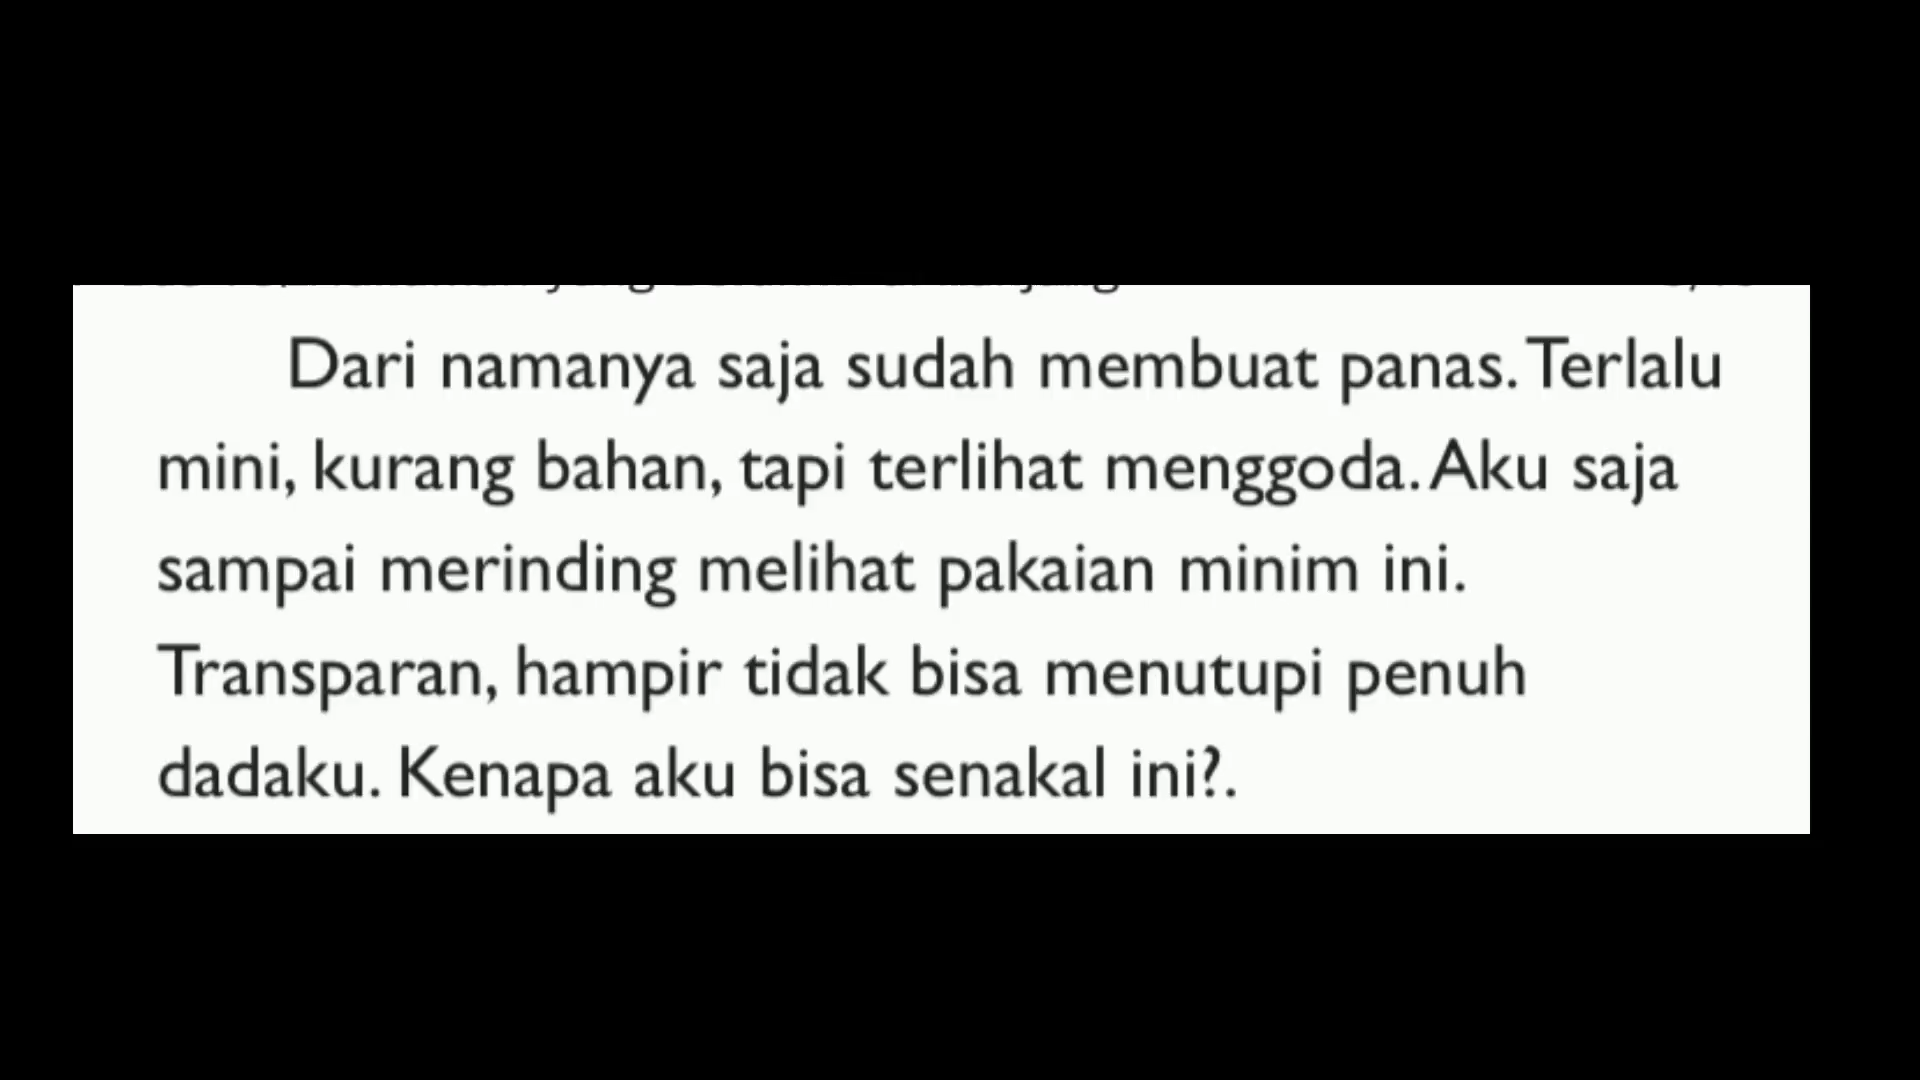 Dari namanya saja sudah membuat panas. Terlalu
mini, kurang bahan, tapi terlihat menggoda. Aku saja
sampai merinding melihat pakaian minim ini.
Transparan, hampir tidak bisa menutupi penuh
dadaku. Kenapa aku bisa senakal ini?.